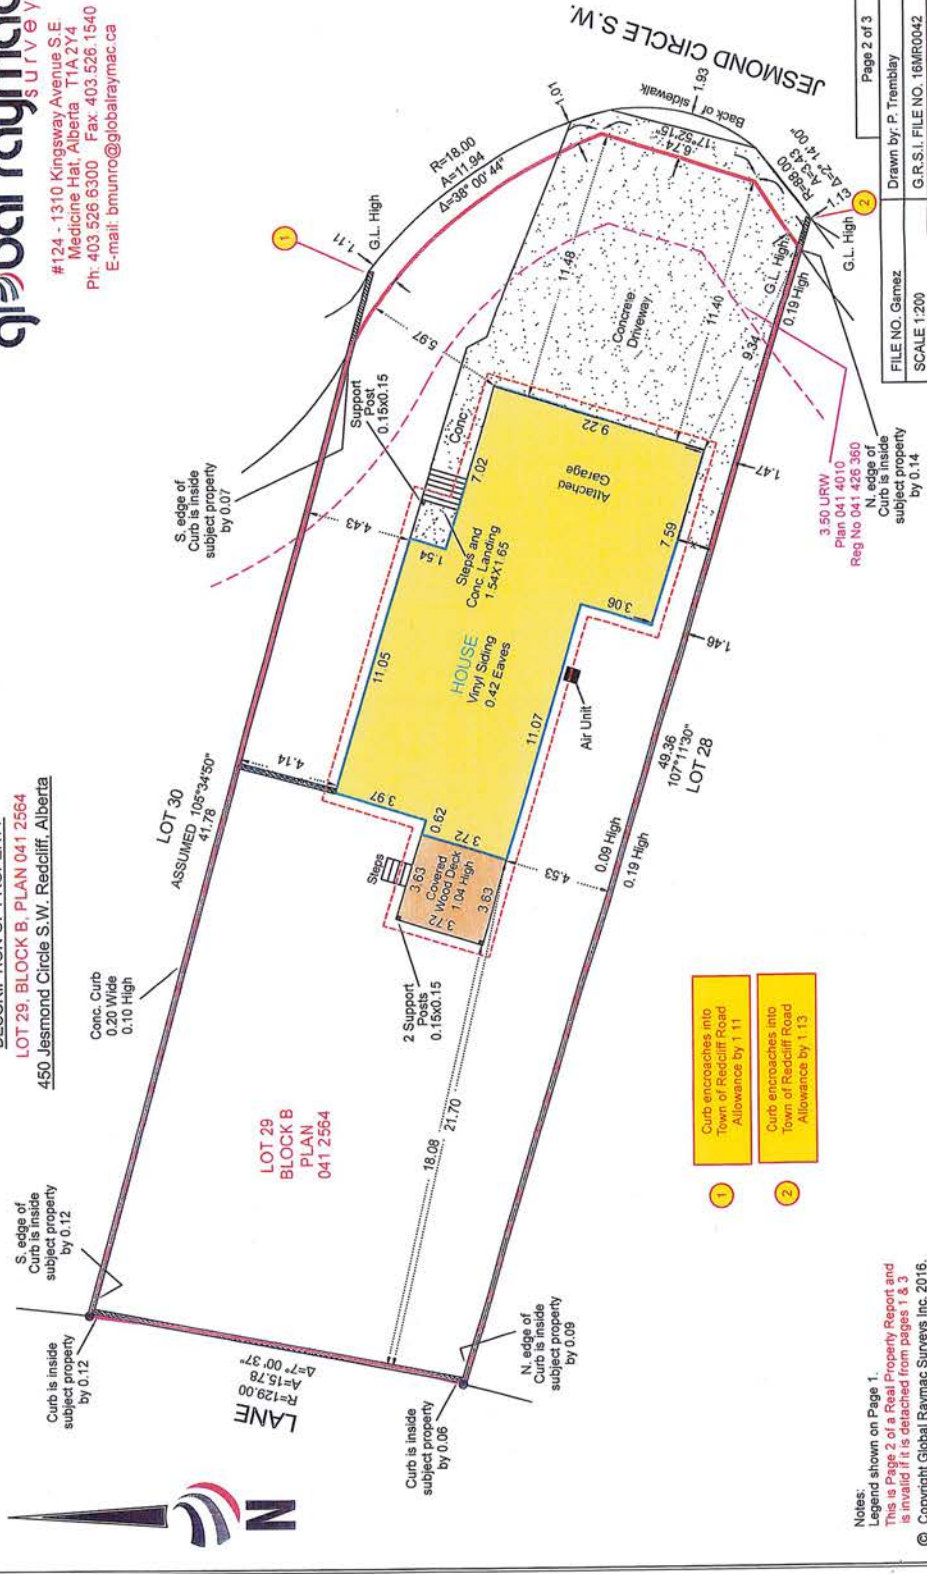 survey
#124 - 1310 Kingsway Avenue S.E.
Medicine Hat, Alberta T1A 2Y4
Ph: 403 526 6300 Fax: 403.526.1540
E-mail: bmunro@globalraymac.ca
LOT 29, BLOCK B, PLAN 041 2564
450 Jesmond Circle S.W. Redcliff, Alberta
JESMOND CIRCLE S.W.
Back of
sidewalk
1.93
1.01
R=18.00
A=11.94
Δ=38° 00' 44"
G.L. High
1.11
1
17°52'15"
6.74
R=88.00
A=3.43
Δ=2° 14' 00"
1.13
2
G.L. High
G.L. High
0.19 High
9.34
11.48
11.40
Concrete
Driveway
5.97
Support
Post
0.15x0.15
Conc.
7.02
9.22
Attached
Garage
7.59
1.47
S. edge of
Curb is inside
subject property
by 0.07
4.43
1.54
Steps and
Conc. Landing
1.54X1.65
11.05
HOUSE
Vinyl Siding
0.42 Eaves
3.06
11.07
1.46
Air Unit
3.50 URW
Plan 041 4010
Reg No 041 426 360
N. edge of
Curb is inside
subject property
by 0.14
4.14
LOT 30
ASSUMED 105°34'50"
41.78
3.97
0.62
3.72
Steps
3.63
Covered
Wood Deck
1.04 High
3.72
3.63
4.53
0.09 High
0.19 High
49.36
107°11'30"
LOT 28
Conc. Curb
0.20 Wide
0.10 High
2 Support
Posts
0.15x0.15
21.70
18.08
LOT 29
BLOCK B
PLAN
041 2564
S. edge of
Curb is inside
subject property
by 0.12
Curb is inside
subject property
by 0.12
LANE
R=129.00
A=15.78
Δ=7° 00' 37"
Curb is inside
subject property
by 0.06
N. edge of
Curb is inside
subject property
by 0.09
N
1
Curb encroaches into
Town of Redcliff Road
Allowance by 1.11
2
Curb encroaches into
Town of Redcliff Road
Allowance by 1.13
Notes:
Legend shown on Page 1.
This is Page 2 of a Real Property Report and
is invalid if it is detached from pages 1 & 3
© Copyright Global Raymac Surveys Inc. 2016.
Page 2 of 3
FILE NO. Gamez
Drawn by: P. Tremblay
SCALE 1:200
G.R.S.I. FILE NO. 16MR0042